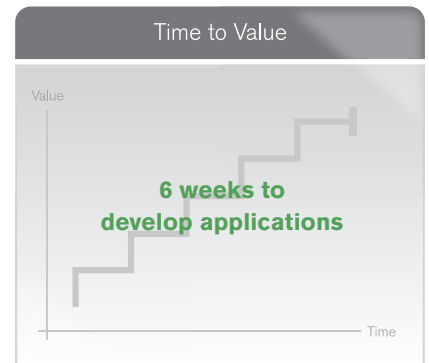 Time to Value
Value
6 weeks to
develop applications
Time